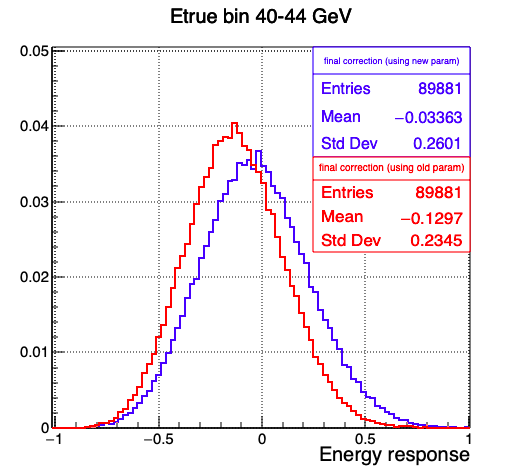 Etrue bin 40-44 GeV
0.05
0.04
0.03
0.02
0.01
0
−1
−0.5
0
0.5
1
Energy response
final correction (using new param)
Entries 89881
Mean −0.03363
Std Dev 0.2601
final correction (using old param)
Entries 89881
Mean −0.1297
Std Dev 0.2345